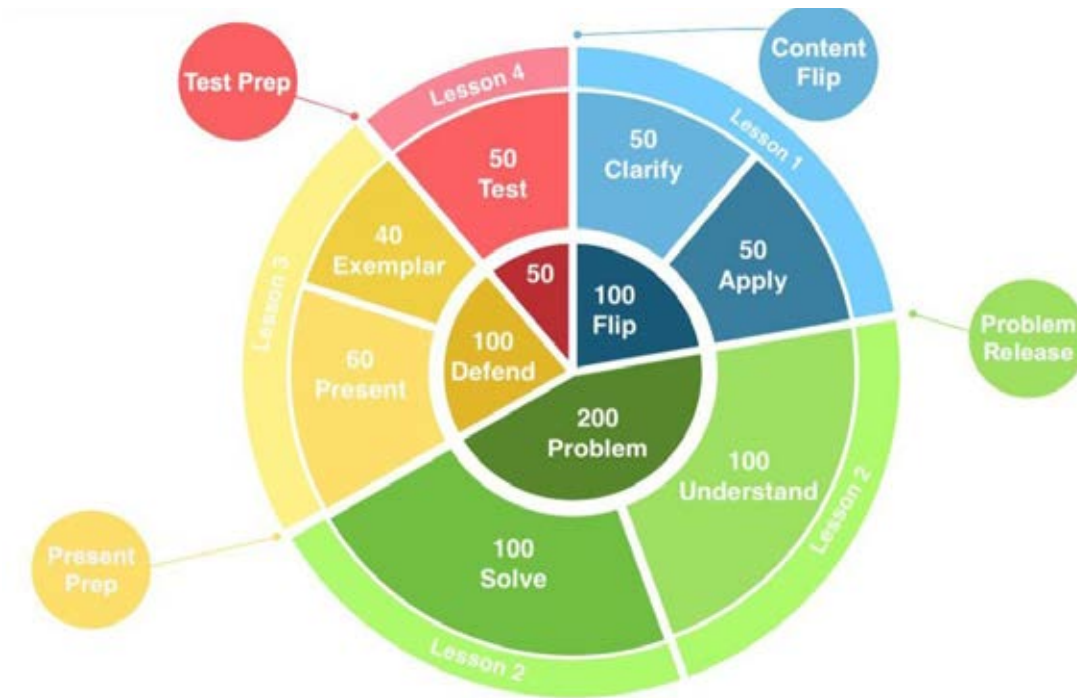 Content
Flip
Test Prep
Lesson 4
Lesson 1
50
Clarify
50
Test
50
Apply
40
Exemplar
Lesson 3
50
100
Flip
Problem
Release
100
Defend
60
Present
200
Problem
100
Understand
Lesson 2
100
Solve
Present
Prep
Lesson 2